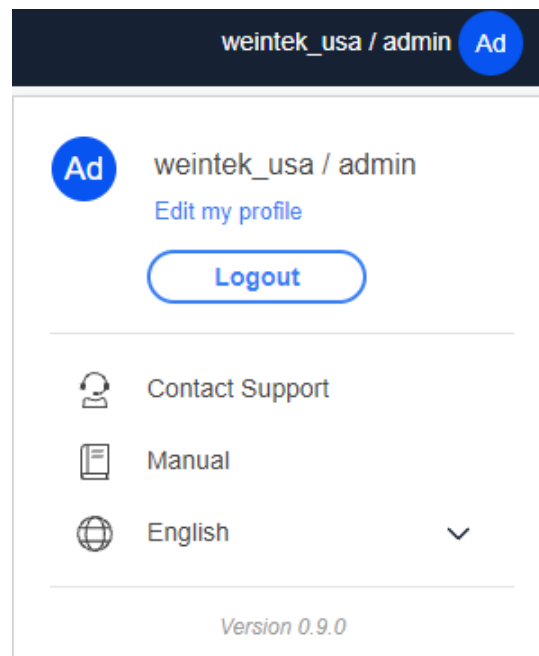 weintek_usa / admin Ad
Ad weintek_usa / admin
Edit my profile
Logout
Contact Support
Manual
English
Version 0.9.0